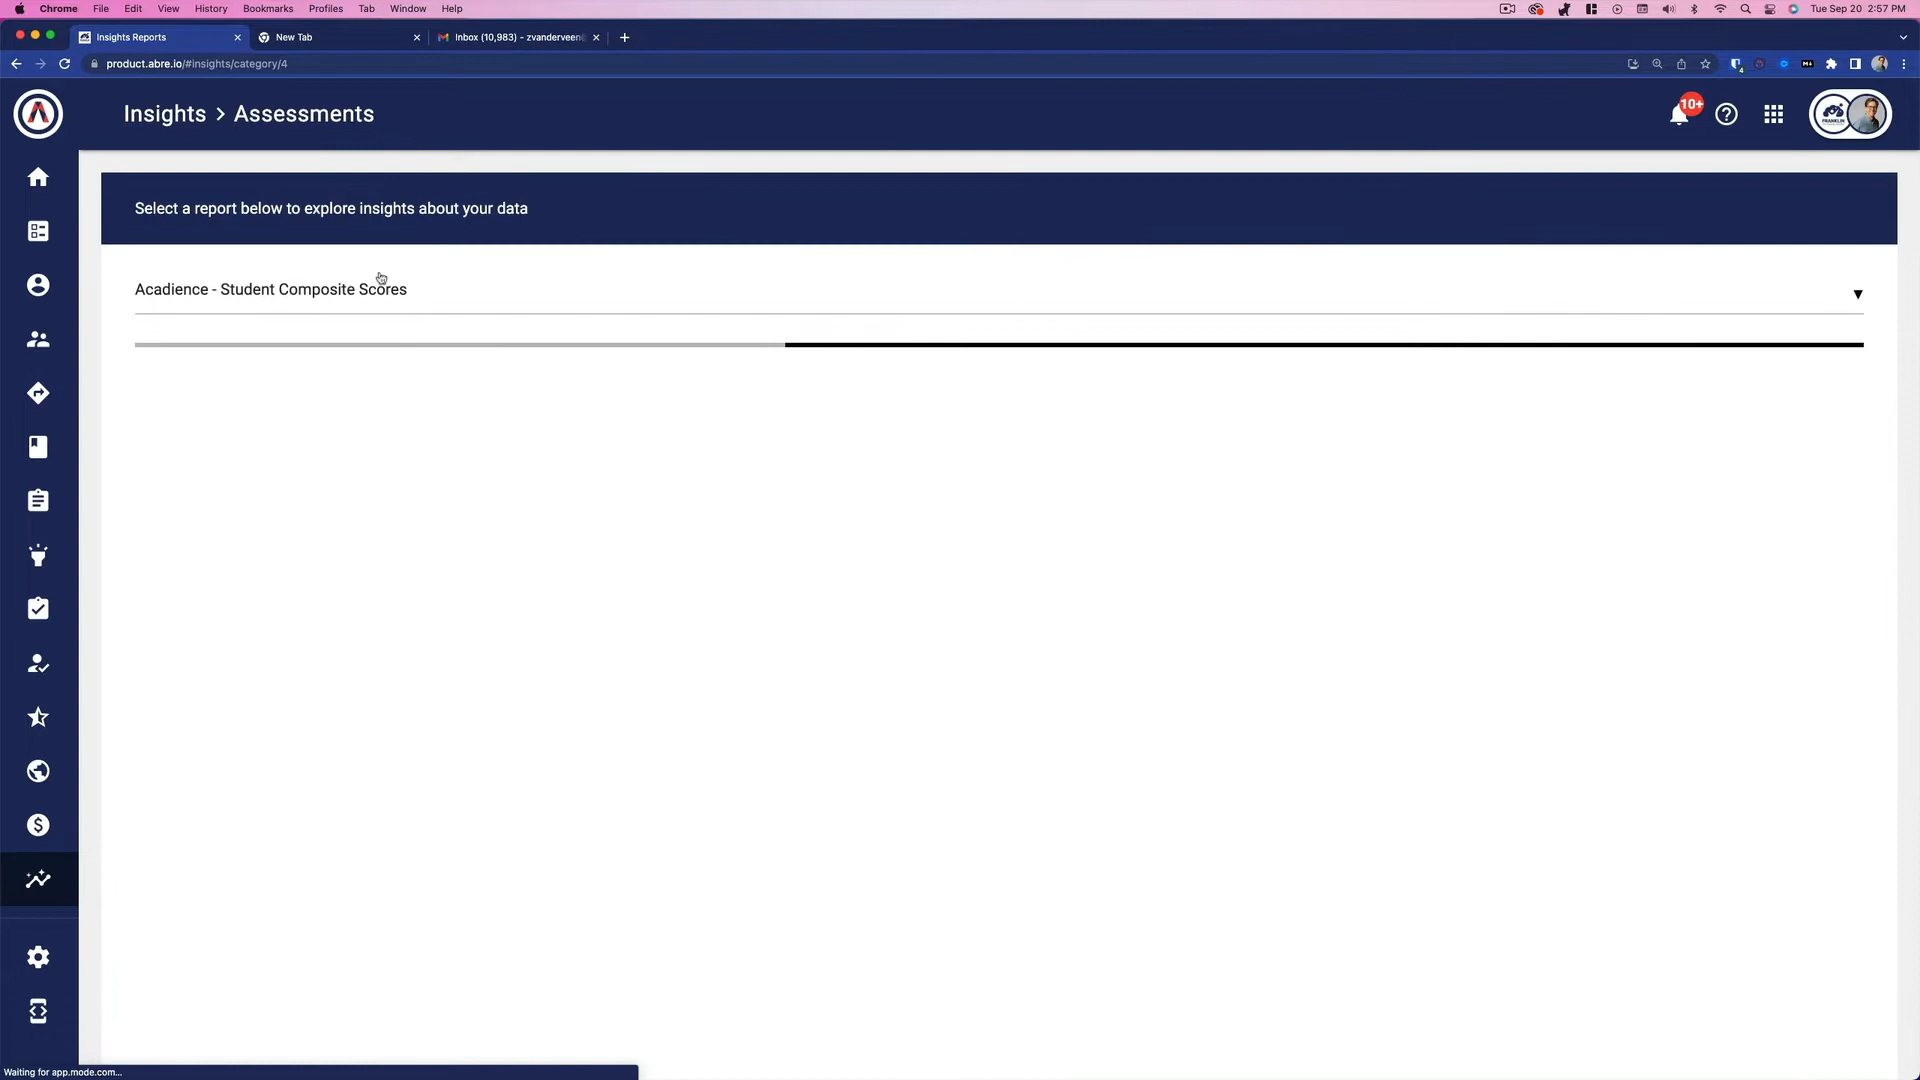 Chrome File Edit View History Bookmarks Profiles Tab Window Help Tue Sep 20 2:57 PM
Insights Reports New Tab Inbox (10,983) - zvanderveen
product.abre.io/#insights/category/4
Insights > Assessments
10+
Select a report below to explore insights about your data
Acadience - Student Composite Scores
Waiting for app.mode.com...